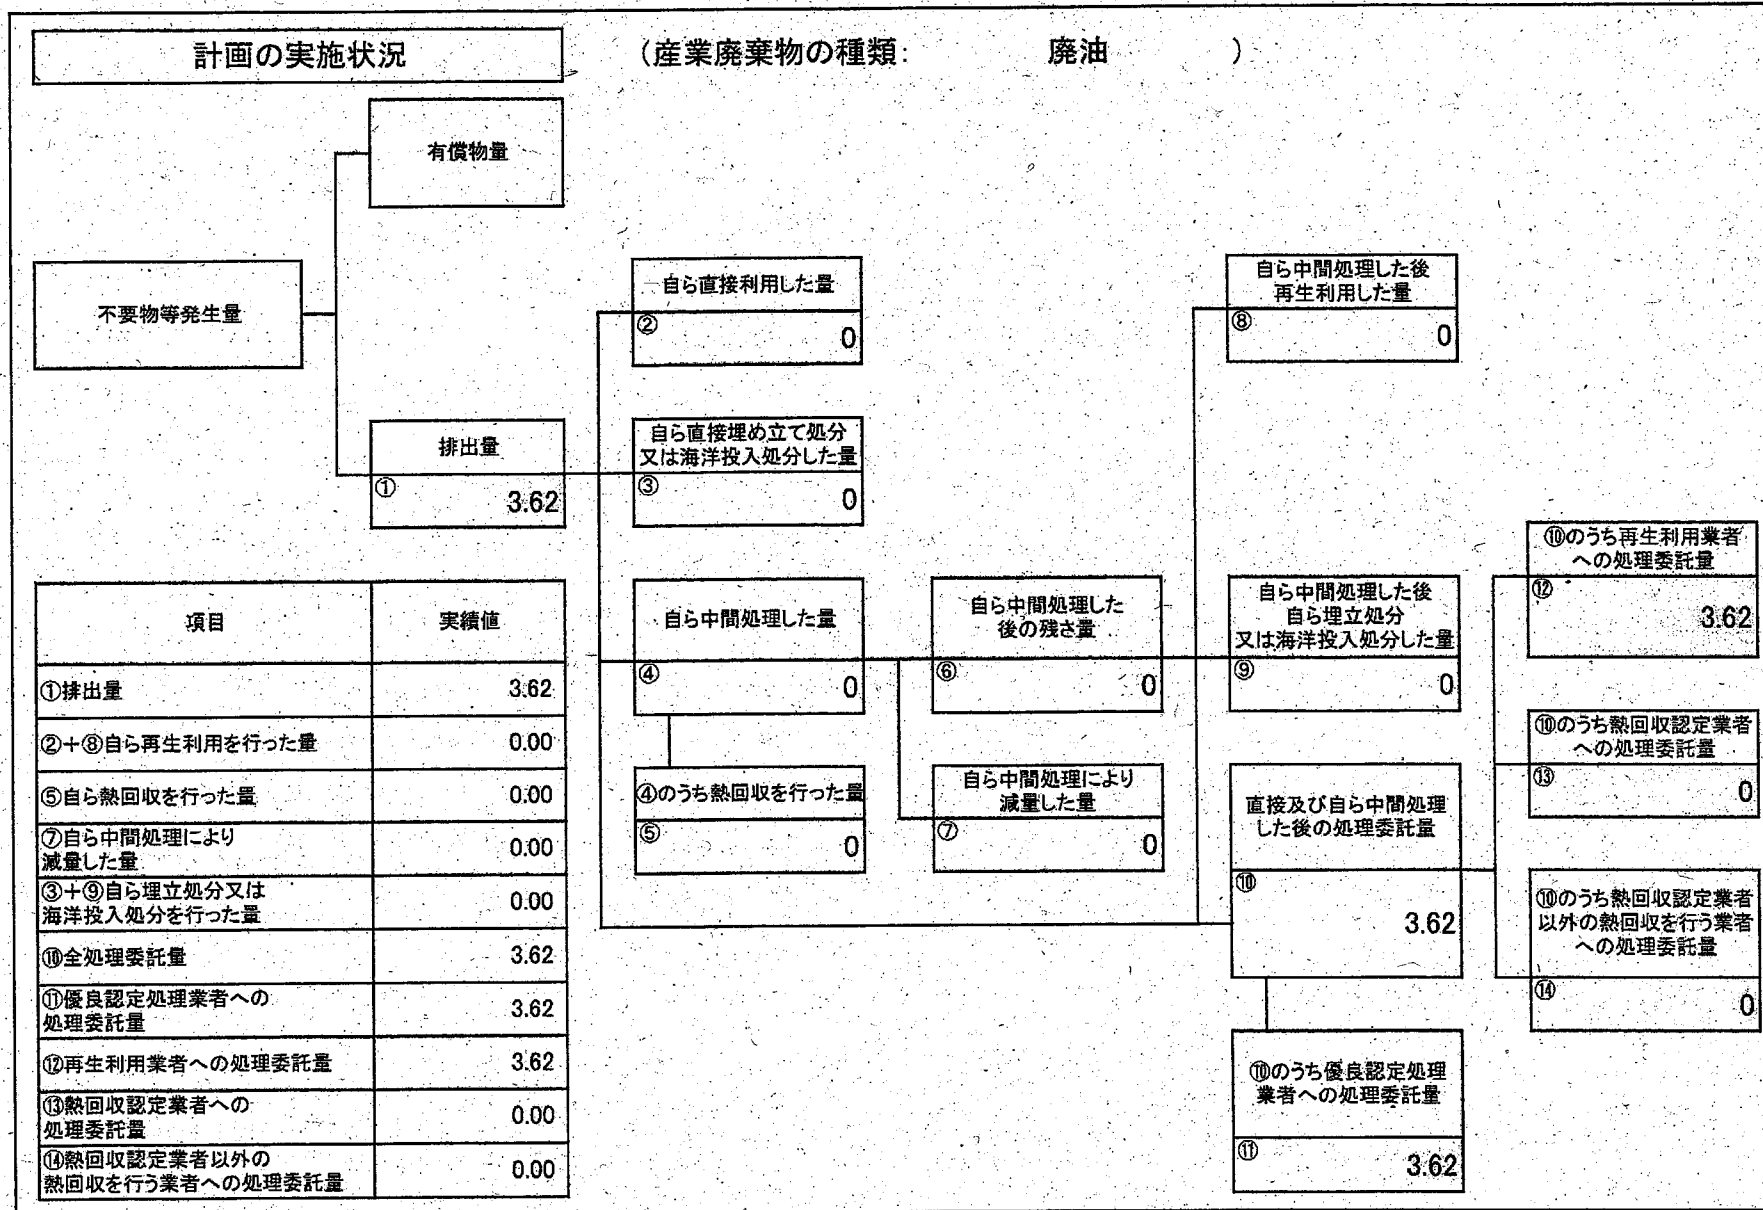 計画の実施状況
（産業廃棄物の種類： 廃油 ）
有償物量
不要物等発生量
排出量
① 3.62
自ら直接利用した量
② 0
自ら直接埋め立て処分
又は海洋投入処分した量
③ 0
自ら中間処理した量
④ 0
④のうち熱回収を行った量
⑤ 0
自ら中間処理した
後の残さ量
⑥ 0
自ら中間処理により
減量した量
⑦ 0
自ら中間処理した後
再生利用した量
⑧ 0
自ら中間処理した後
自ら埋立処分
又は海洋投入処分した量
⑨ 0
直接及び自ら中間処理
した後の処理委託量
⑩ 3.62
⑩のうち優良認定処理
業者への処理委託量
⑪ 3.62
⑩のうち再生利用業者
への処理委託量
⑫ 3.62
⑩のうち熱回収認定業者
への処理委託量
⑬ 0
⑩のうち熱回収認定業者
以外の熱回収を行う業者
への処理委託量
⑭ 0
項目 実績値
①排出量 3.62
②＋⑧自ら再生利用を行った量 0.00
⑤自ら熱回収を行った量 0.00
⑦自ら中間処理により
減量した量 0.00
③＋⑨自ら埋立処分又は
海洋投入処分を行った量 0.00
⑩全処理委託量 3.62
⑪優良認定処理業者への
処理委託量 3.62
⑫再生利用業者への処理委託量 3.62
⑬熱回収認定業者への
処理委託量 0.00
⑭熱回収認定業者以外の
熱回収を行う業者への処理委託量 0.00